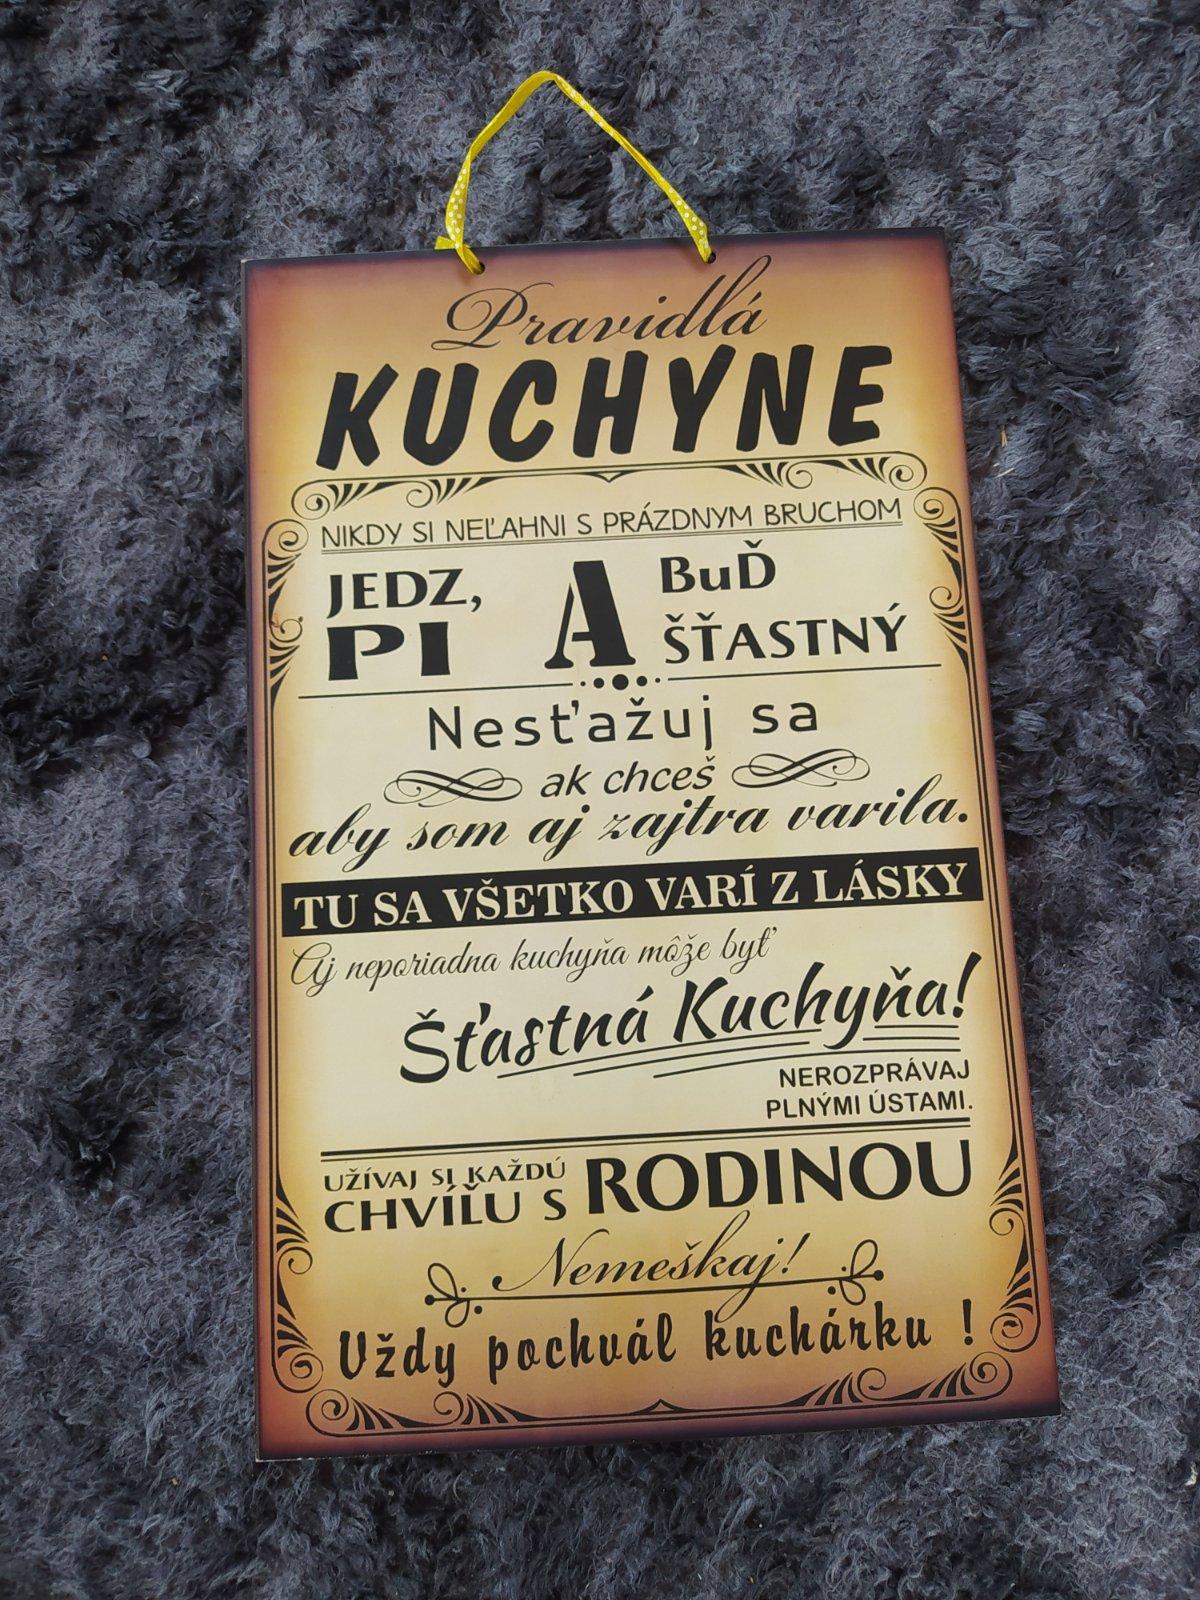 Pravidlá
KUCHYNE
NIKDY SI NEĽAHNI S PRÁZDNYM BRUCHOM
JEDZ,
PI
A
BuĎ
ŠŤASTNÝ
Nesťažuj sa
ak chceš
aby som aj zajtra varila.
TU SA VŠETKO VARÍ Z LÁSKY
Aj neporiadna kuchyňa môže byť
Šťastná Kuchyňa!
NEROZPRÁVAJ
PLNÝMI ÚSTAMI.
UŽÍVAJ SI KAŽDÚ
CHVÍĽU S RODINOU
Nemeškaj!
Uždy pochvál kuchárku !